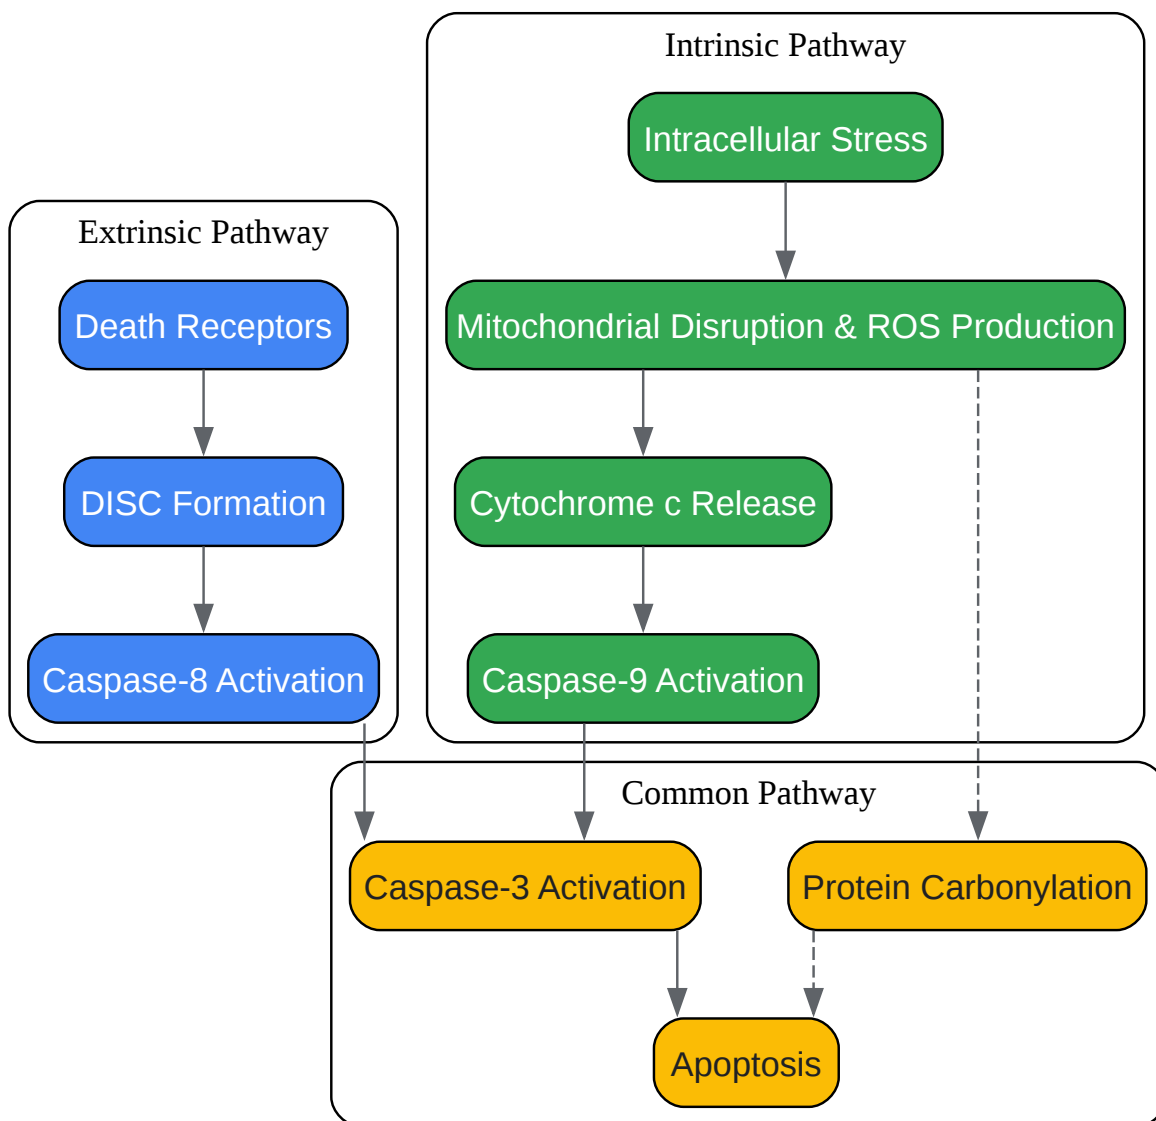 Intrinsic Pathway
Intracellular Stress
Extrinsic Pathway
Death Receptors
Mitochondrial Disruption & ROS Production
DISC Formation
Cytochrome c Release
Caspase-8 Activation
Caspase-9 Activation
Common Pathway
Caspase-3 Activation
Protein Carbonylation
Apoptosis